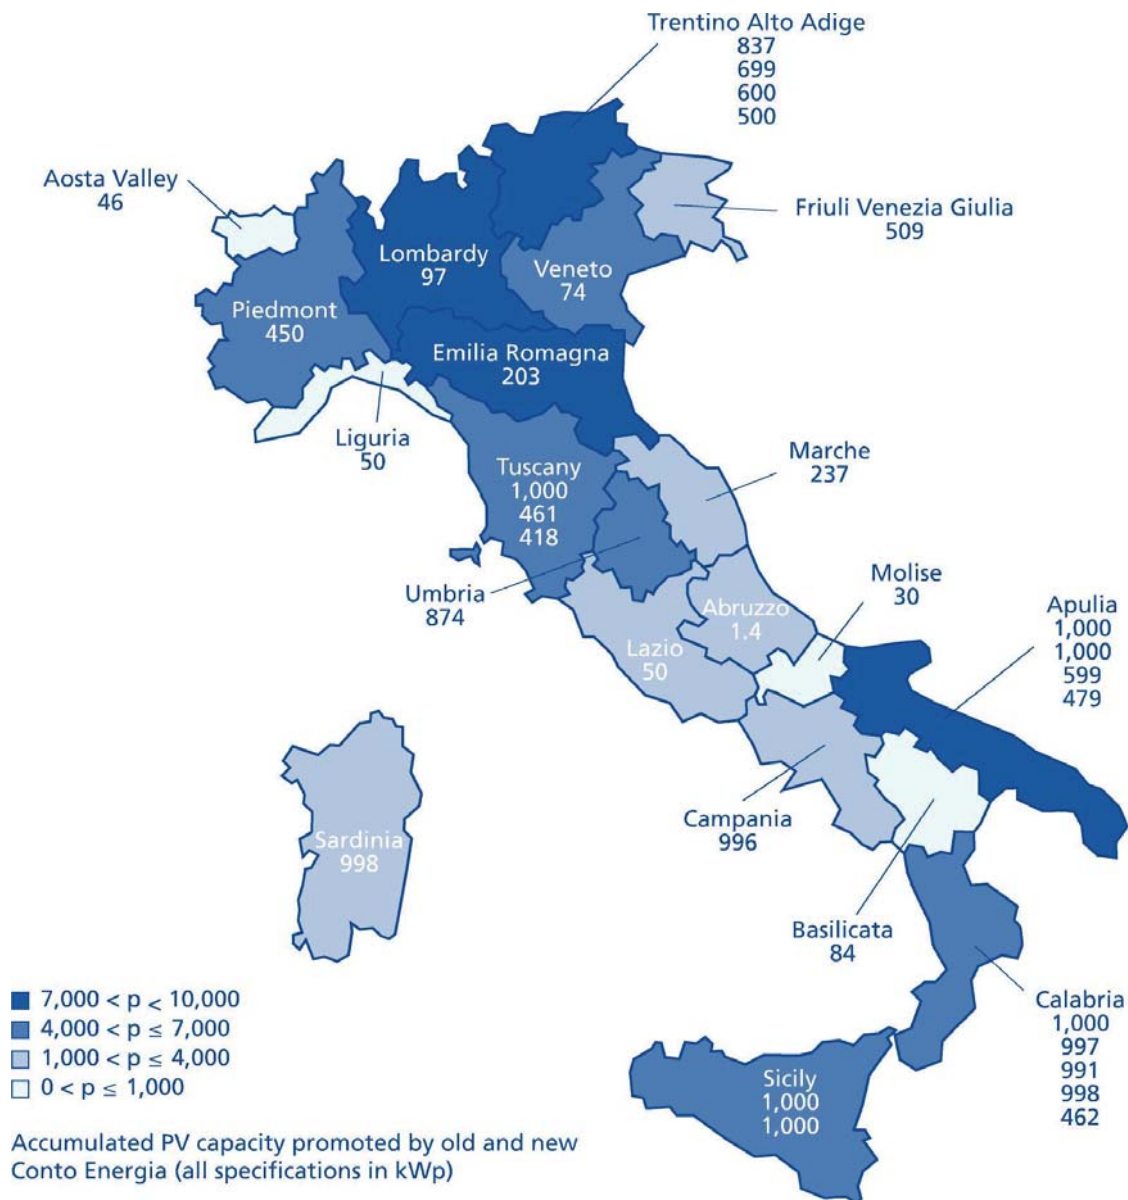 Trentino Alto Adige
837
699
600
500
Aosta Valley
46
Friuli Venezia Giulia
509
Lombardy
97
Veneto
74
Piedmont
450
Emilia Romagna
203
Liguria
50
Marche
237
Tuscany
1,000
461
418
Umbria
874
Molise
30
Abruzzo
1.4
Apulia
1,000
1,000
599
479
Lazio
50
Campania
996
Sardinia
998
Basilicata
84
Calabria
1,000
997
991
998
462
Sicily
1,000
1,000
7,000 < p < 10,000
4,000 < p ≤ 7,000
1,000 < p ≤ 4,000
0 < p ≤ 1,000
Accumulated PV capacity promoted by old and new
Conto Energia (all specifications in kWp)